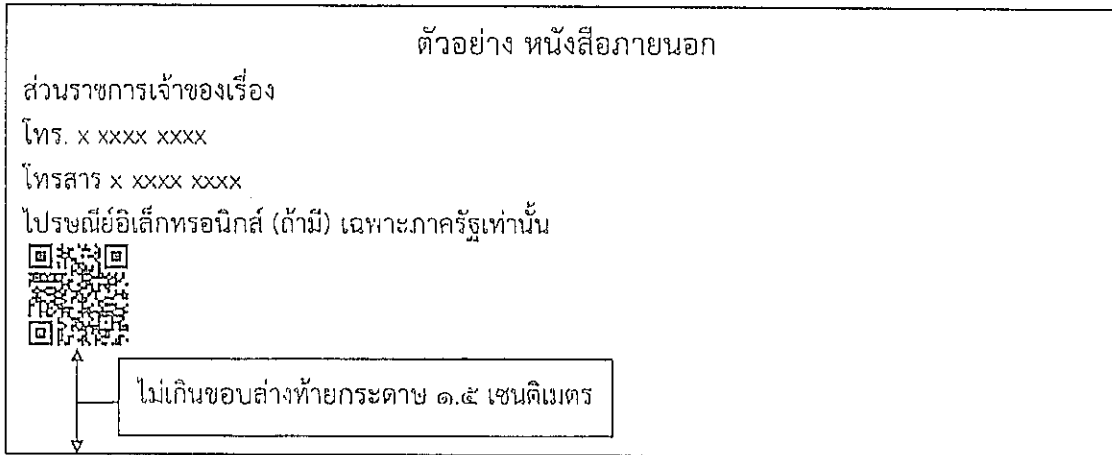 ตัวอย่าง หนังสือภายนอก
ส่วนราชการเจ้าของเรื่อง
โทร. x xxxx xxxx
โทรสาร x xxxx xxxx
ไปรษณีย์อิเล็กทรอนิกส์ (ถ้ามี) เฉพาะภาครัฐเท่านั้น
ไม่เกินขอบล่างท้ายกระดาษ ๑.๕ เซนติเมตร